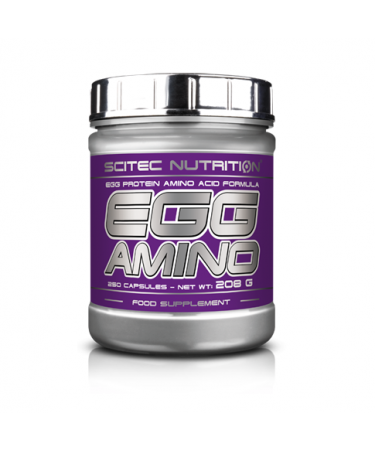 SCITEC NUTRITION
EGG PROTEIN AMINO ACID FORMULA
EGG
AMINO
250 CAPSULES - NET WT: 208 G
FOOD SUPPLEMENT